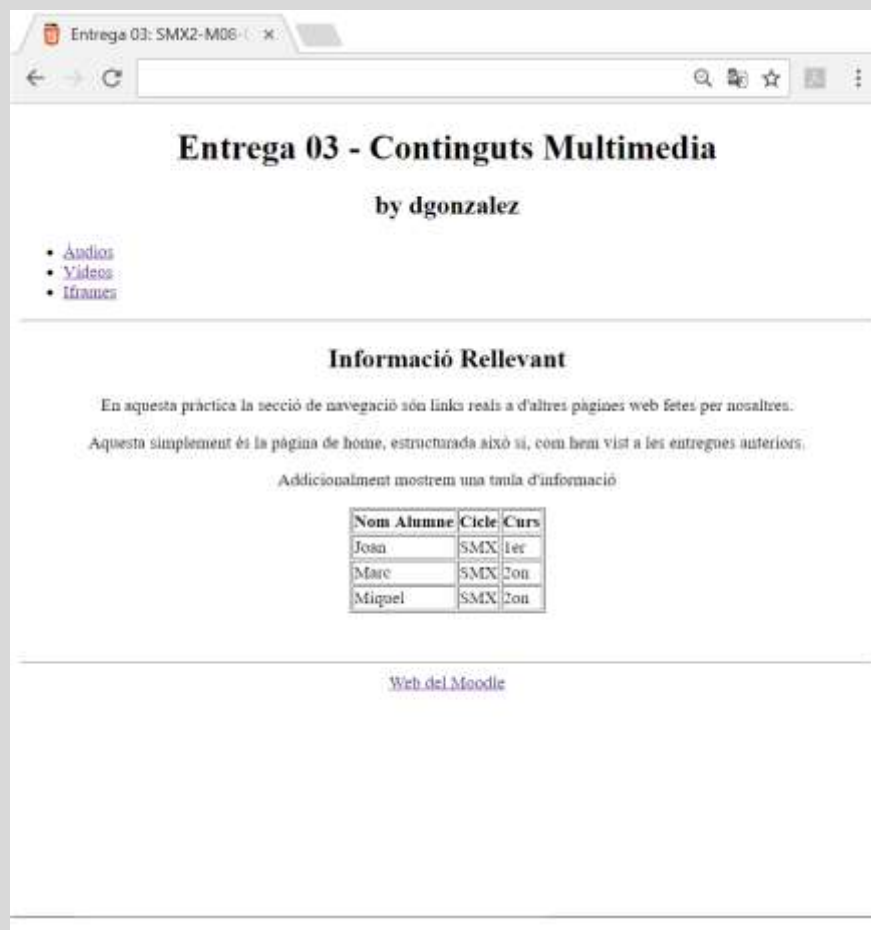 Entrega 03: SMX2-M06-
Entrega 03 - Continguts Multimedia
by dgonzalez
Àudios
Vídeos
Iframes
Informació Rellevant
En aquesta pràctica la secció de navegació són links reals a d'altres pàgines web fetes per nosaltres.
Aquesta simplement és la pàgina de home, estructurada això si, com hem vist a les entregues anteriors.
Addicionalment mostrem una taula d'informació
Nom Alumne Cicle Curs
Joan SMX 1er
Marc SMX 2on
Miquel SMX 2on
Web del Moodle